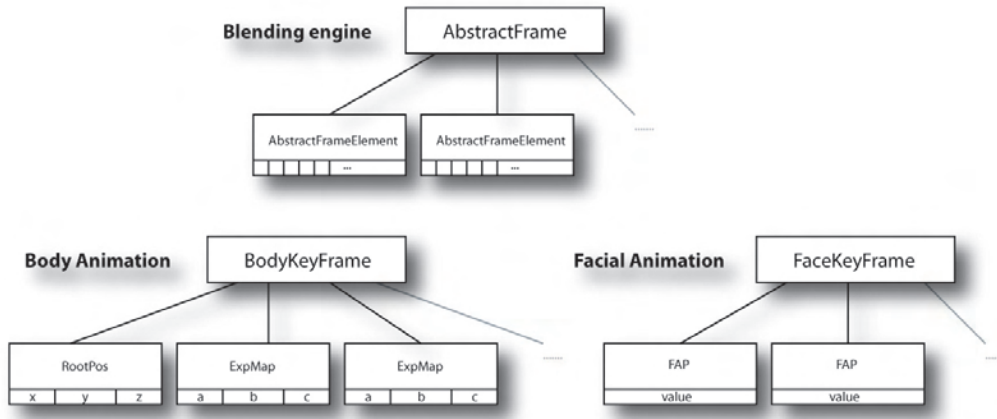 Blending engine
AbstractFrame
AbstractFrameElement
...
AbstractFrameElement
...
.......
Body Animation
BodyKeyFrame
RootPos
x y z
ExpMap
a b c
ExpMap
a b c
.......
Facial Animation
FaceKeyFrame
FAP
value
FAP
value
....